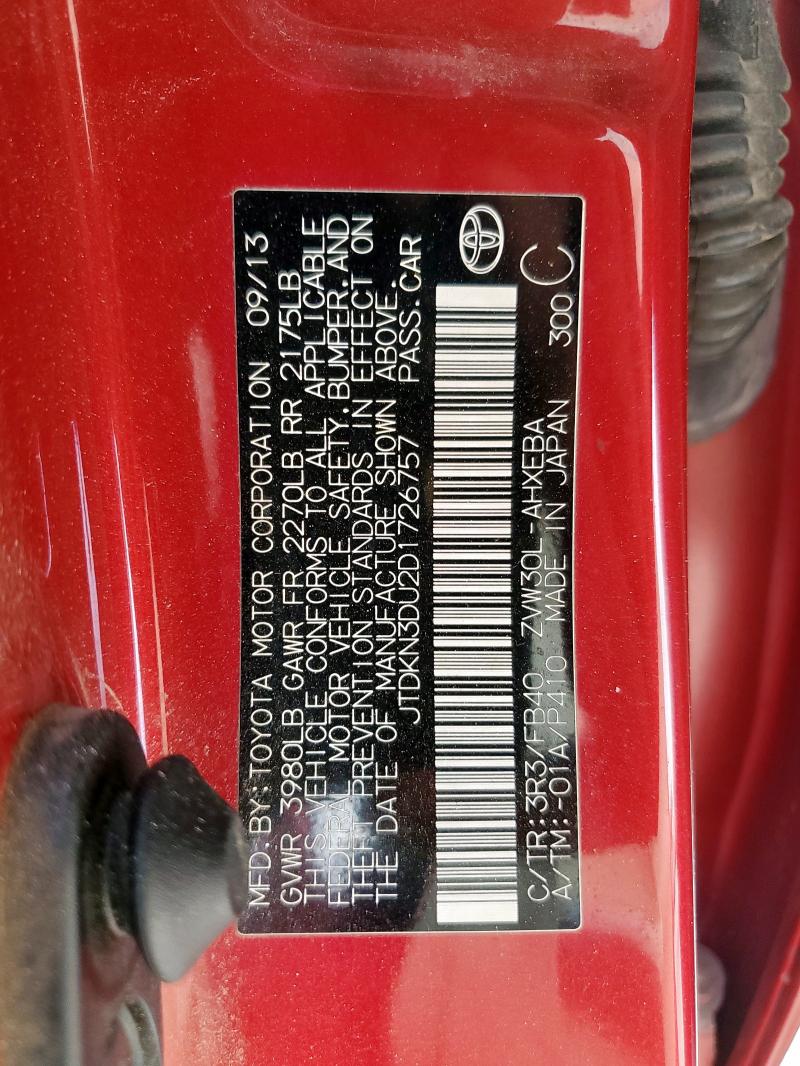 MFD.BY:TOYOTA MOTOR CORPORATION 09/13
GVWR 3980LB GAWR FR 2270LB RR 2175LB
THIS VEHICLE CONFORMS TO ALL APPLICABLE
FEDERAL MOTOR VEHICLE SAFETY,BUMPER,AND
THEFT PREVENTION STANDARDS IN EFFECT ON
THE DATE OF MANUFACTURE SHOWN ABOVE.
JTDKN3DU2D1726757 PASS.CAR
C/TR:3R3/FB40 ZVW30L-AHXEBA
A/TM:-01A/P410 MADE IN JAPAN 300 C